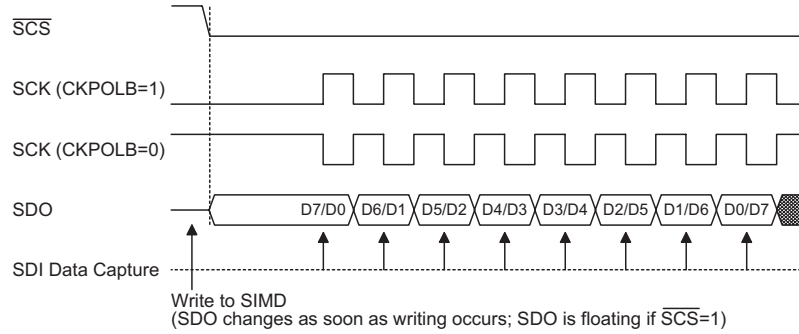 SCS
SCK (CKPOLB=1)
SCK (CKPOLB=0)
SDO D7/D0 D6/D1 D5/D2 D4/D3 D3/D4 D2/D5 D1/D6 D0/D7
SDI Data Capture
Write to SIMD
(SDO changes as soon as writing occurs; SDO is floating if SCS=1)